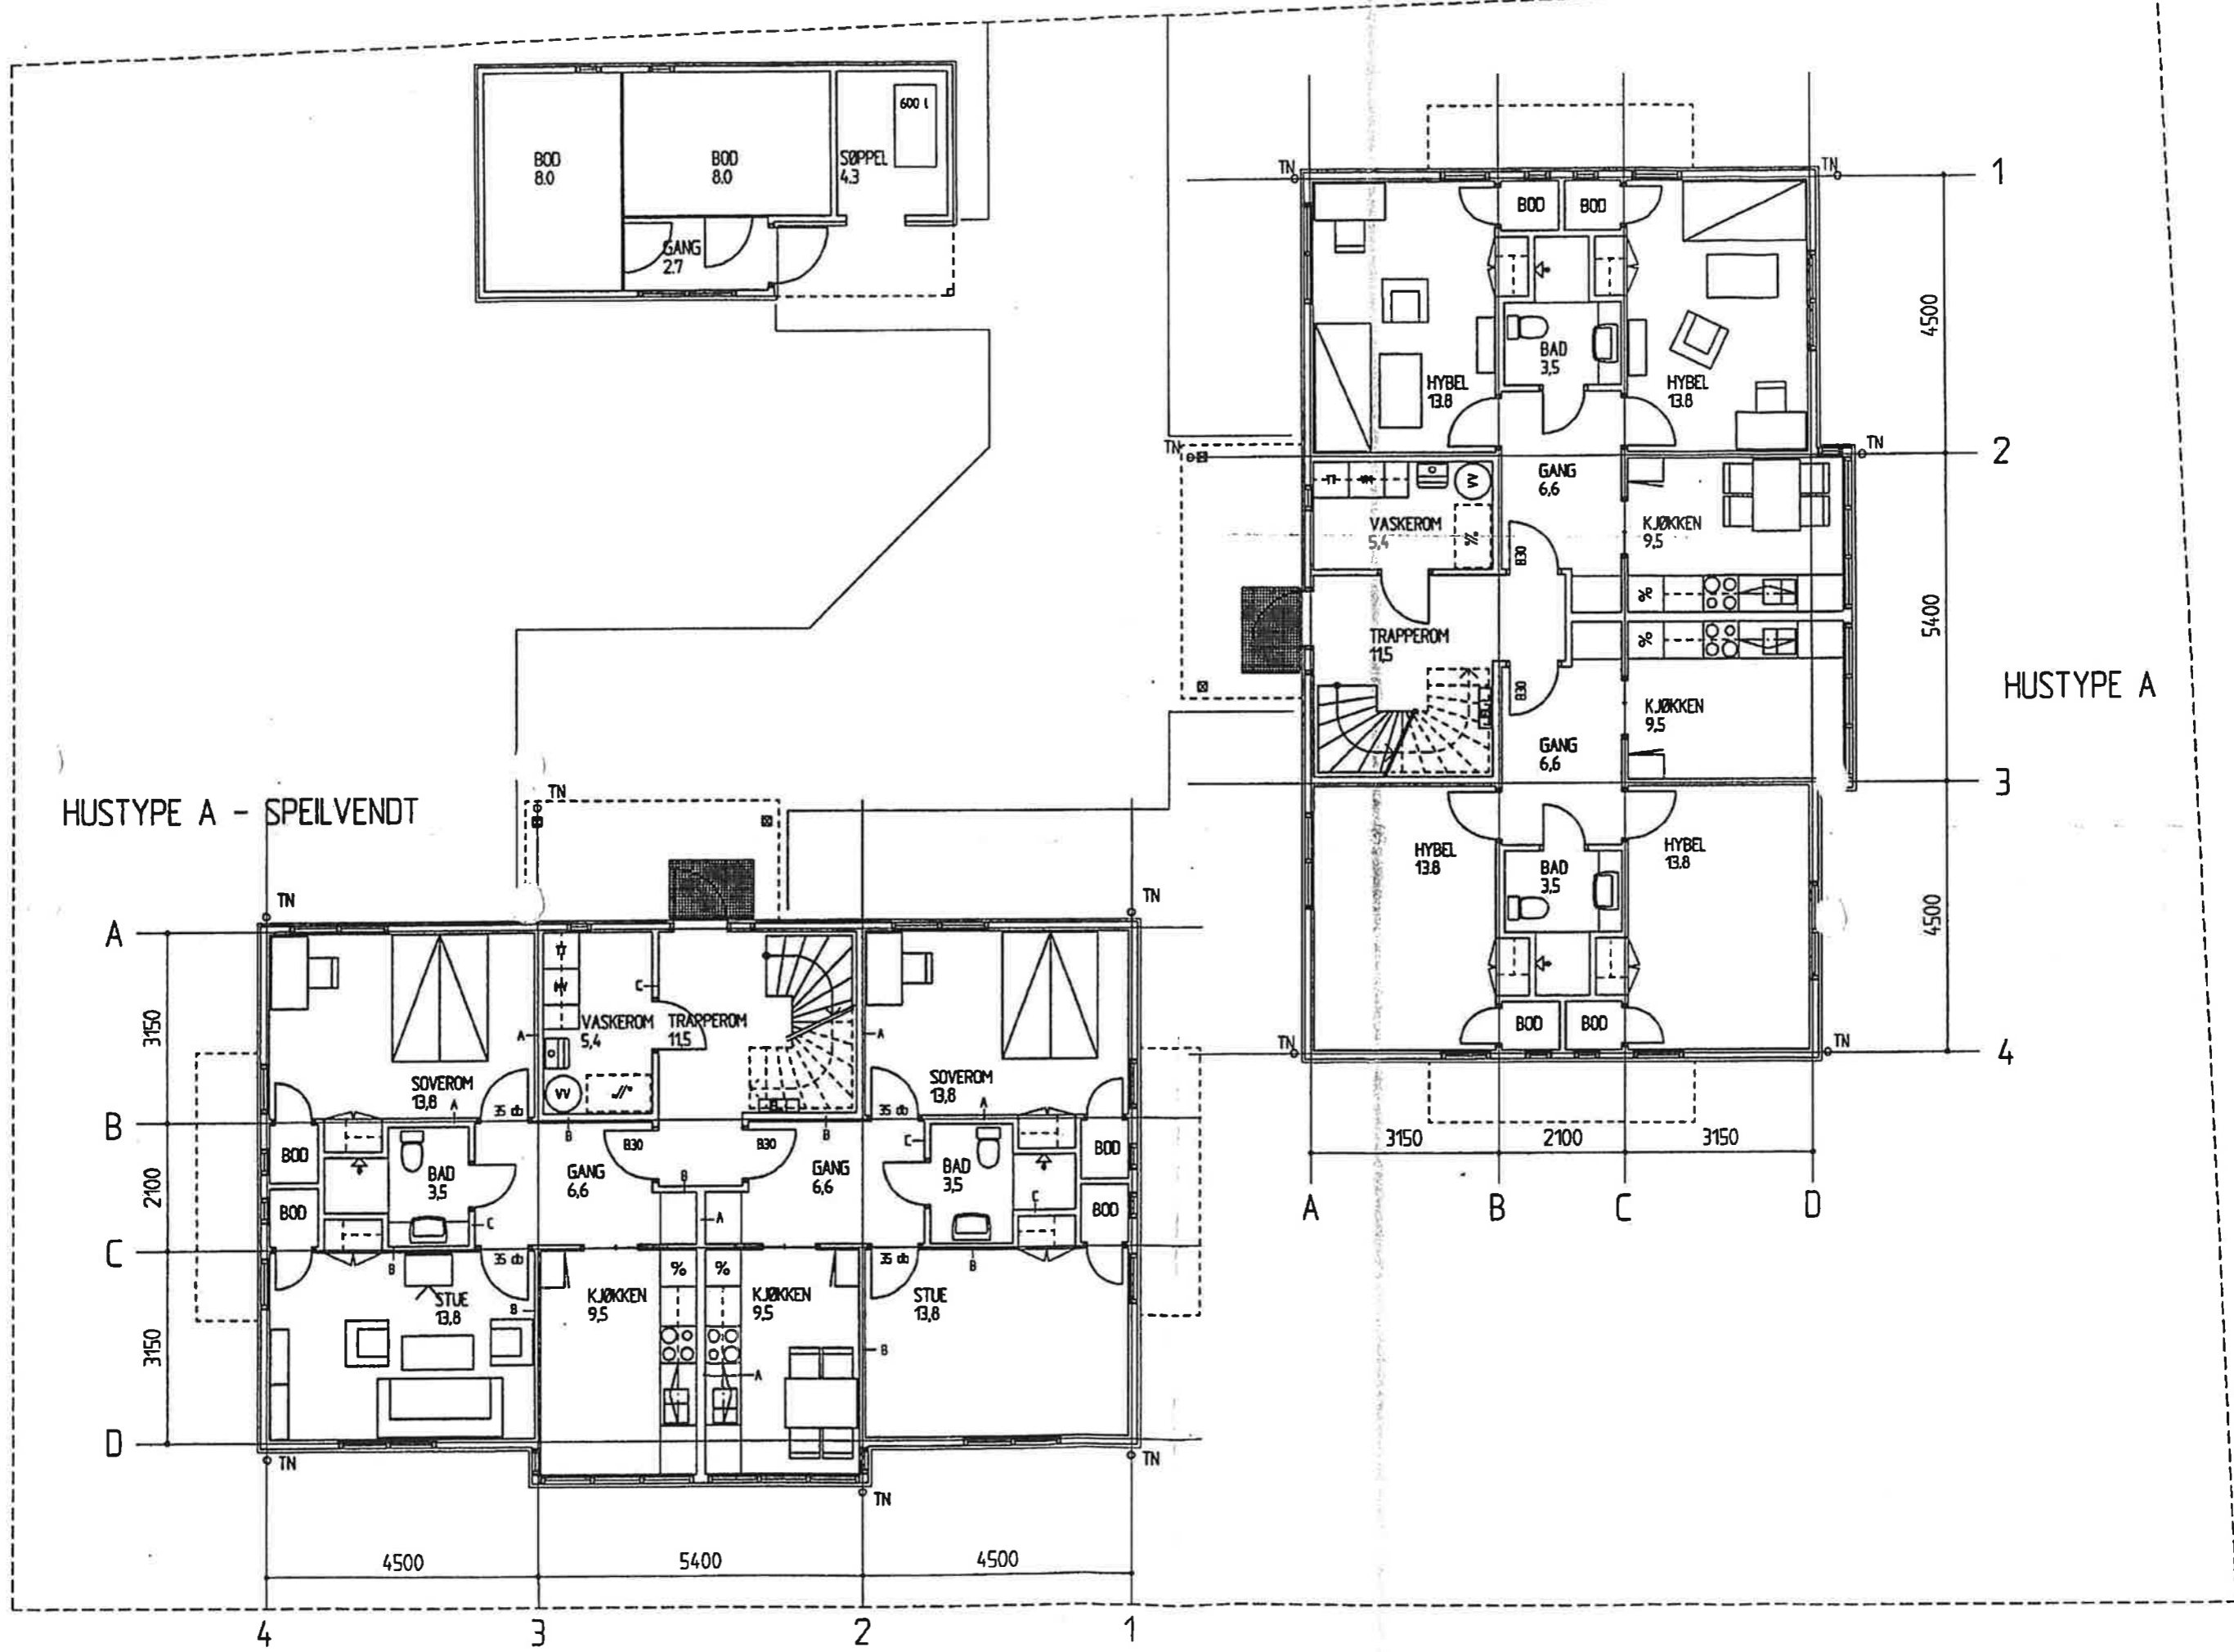 BOD
8.0
BOD
8.0
SØPPEL
4.3
600 l
GANG
2.7
TN
TN
1
BOD
BOD
4500
BAD
3,5
HYBEL
13.8
HYBEL
13.8
TN
TN
2
GANG
6,6
VV
VASKEROM
5,4
KJØKKEN
9,5
B30
%
5400
TRAPPEROM
11,5
%
HUSTYPE A
B30
KJØKKEN
9,5
GANG
6,6
3
HYBEL
13.8
HYBEL
13.8
BAD
3,5
4500
BOD
BOD
TN
TN
4
3150
2100
3150
A
B
C
D
HUSTYPE A - SPEILVENDT
TN
TN
TN
A
3150
C
A
VASKEROM
5,4
TRAPPEROM
11,5
A
VV
SOVEROM
13,8
A
35 db
SOVEROM
13,8
A
35 db
B
B
B
B30
B30
BOD
BAD
3,5
GANG
6,6
B
GANG
6,6
C
BAD
3,5
BOD
2100
BOD
C
A
C
BOD
C
35 db
B
35 db
B
%
%
STUE
13,8
B
KJØKKEN
9,5
KJØKKEN
9,5
STUE
13,8
3150
B
A
D
TN
TN
TN
4500
5400
4500
4
3
2
1